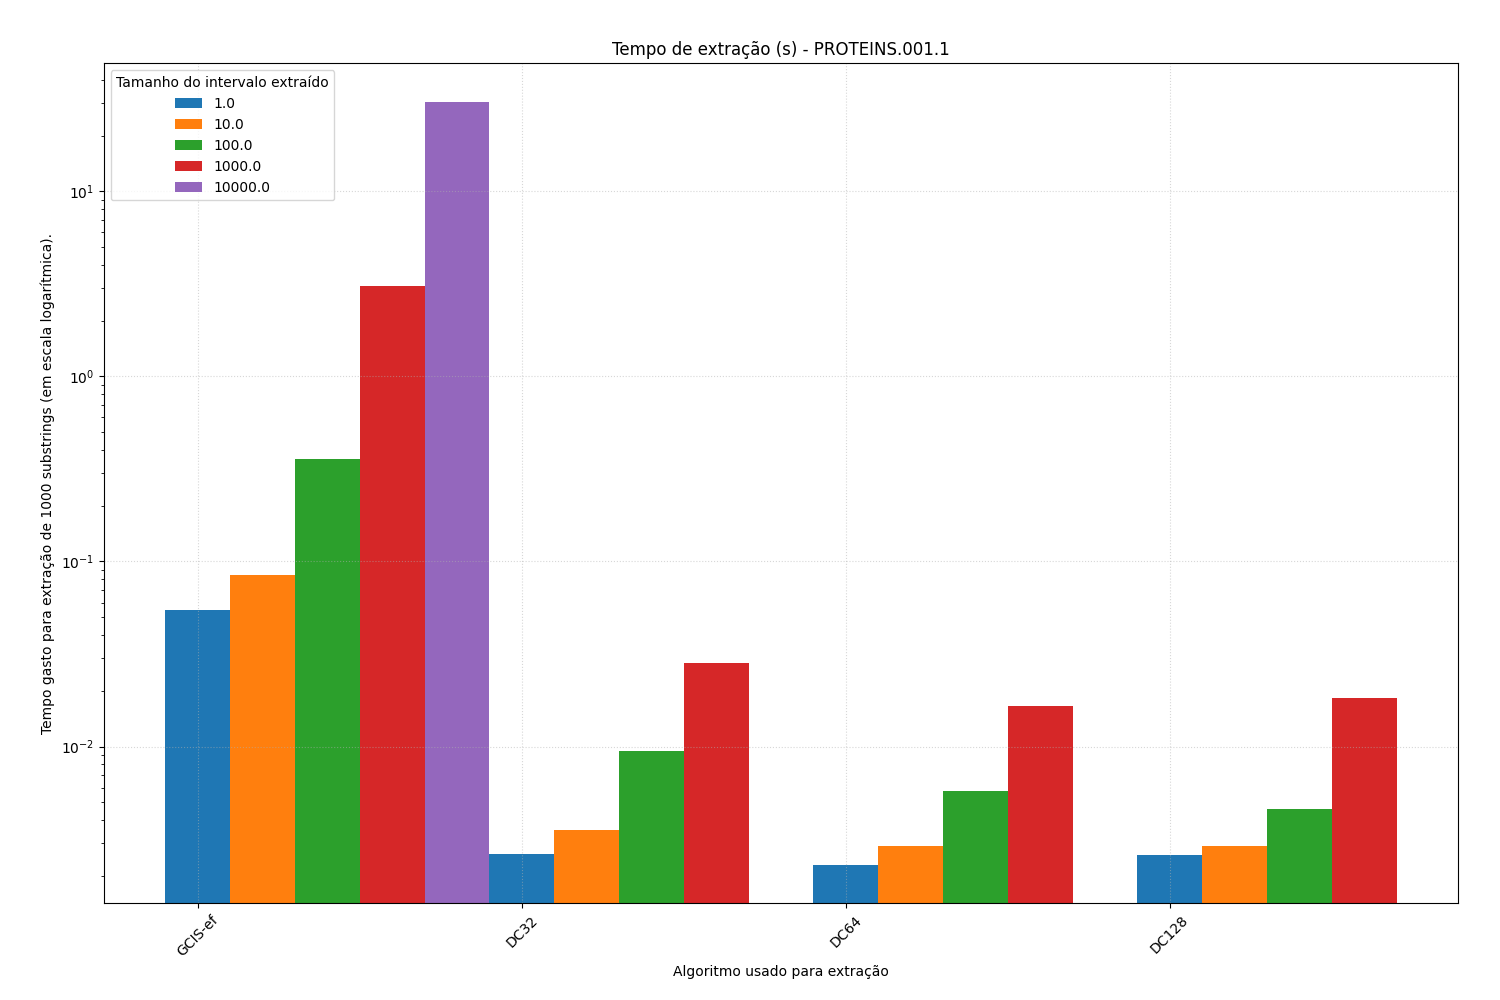 Tempo de extração (s) - PROTEINS.001.1
Tamanho do intervalo extraído
1.0
10.0
100.0
1000.0
10000.0
Tempo gasto para extração de 1000 substrings (em escala logarítmica).
10¹
10⁰
10⁻¹
10⁻²
GCIS-ef
DC32
DC64
DC128
Algoritmo usado para extração